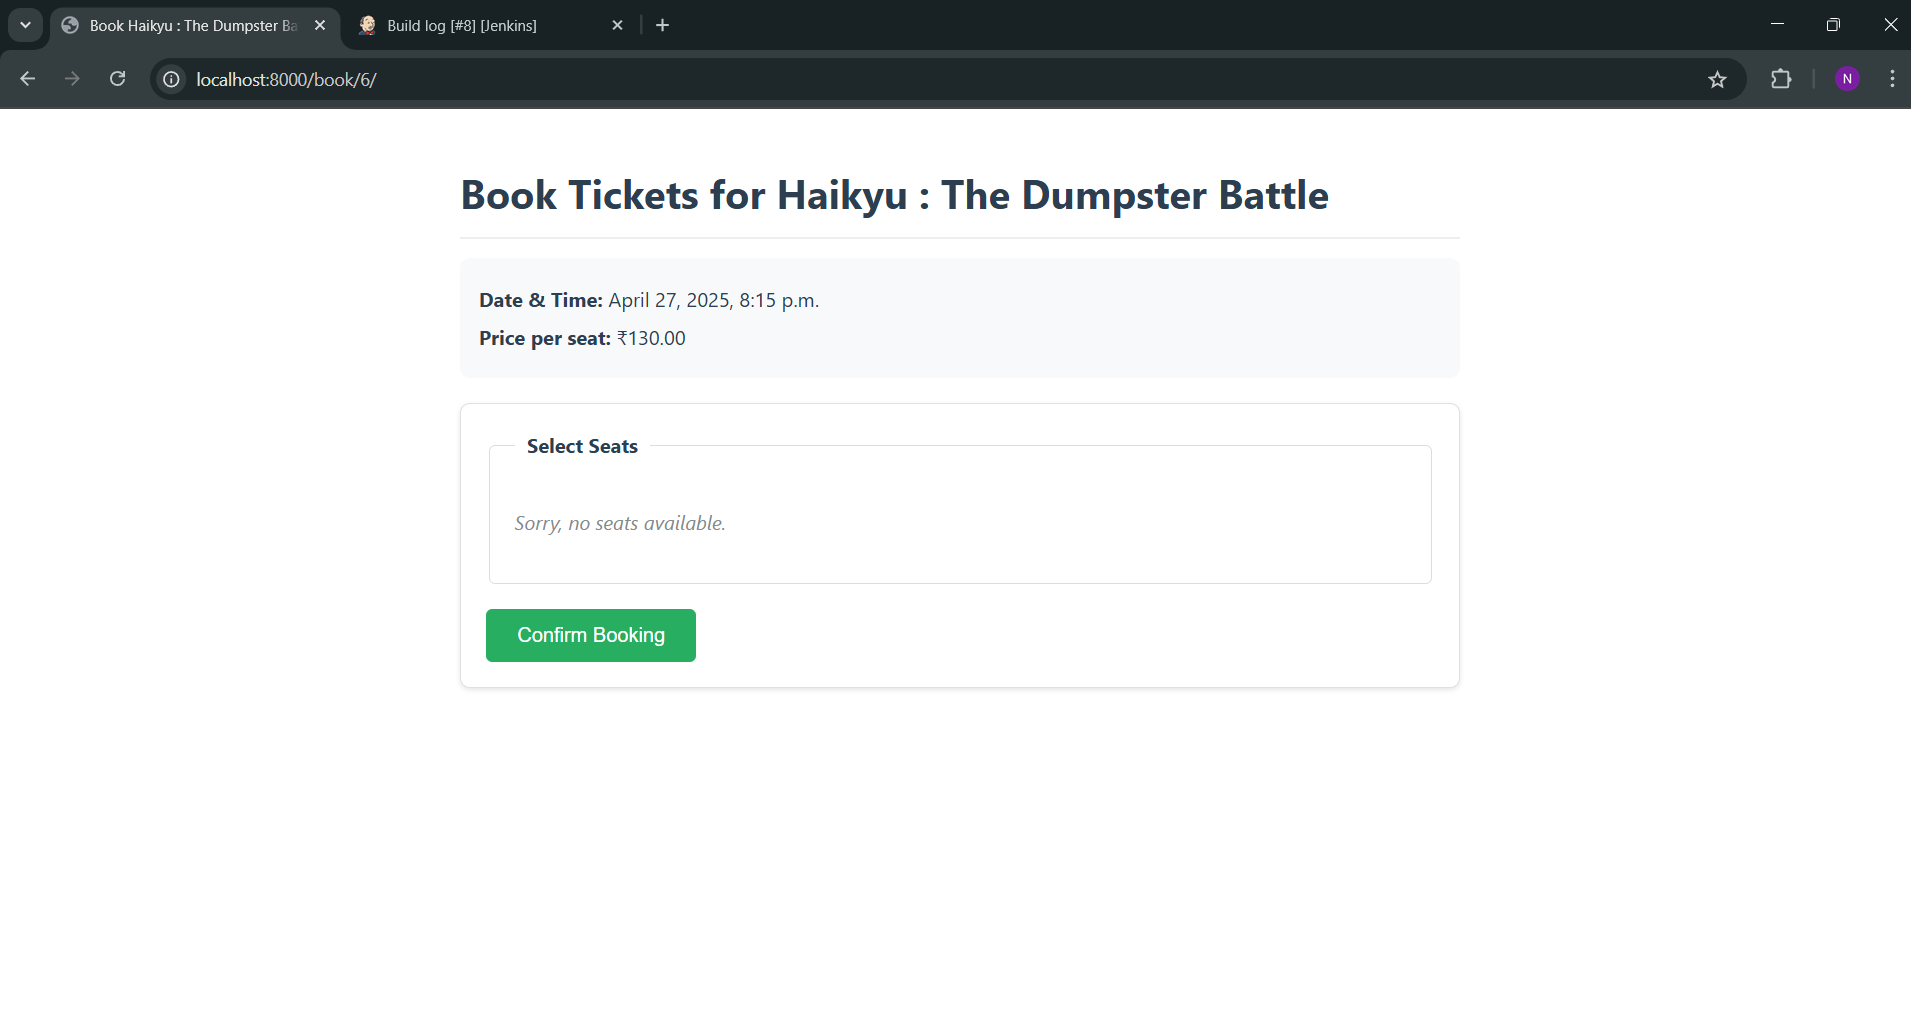 Book Haikyu : The Dumpster Ba
Build log [#8] [Jenkins]
localhost:8000/book/6/
N
Book Tickets for Haikyu : The Dumpster Battle
Date & Time: April 27, 2025, 8:15 p.m.
Price per seat: ₹130.00
Select Seats
Sorry, no seats available.
Confirm Booking